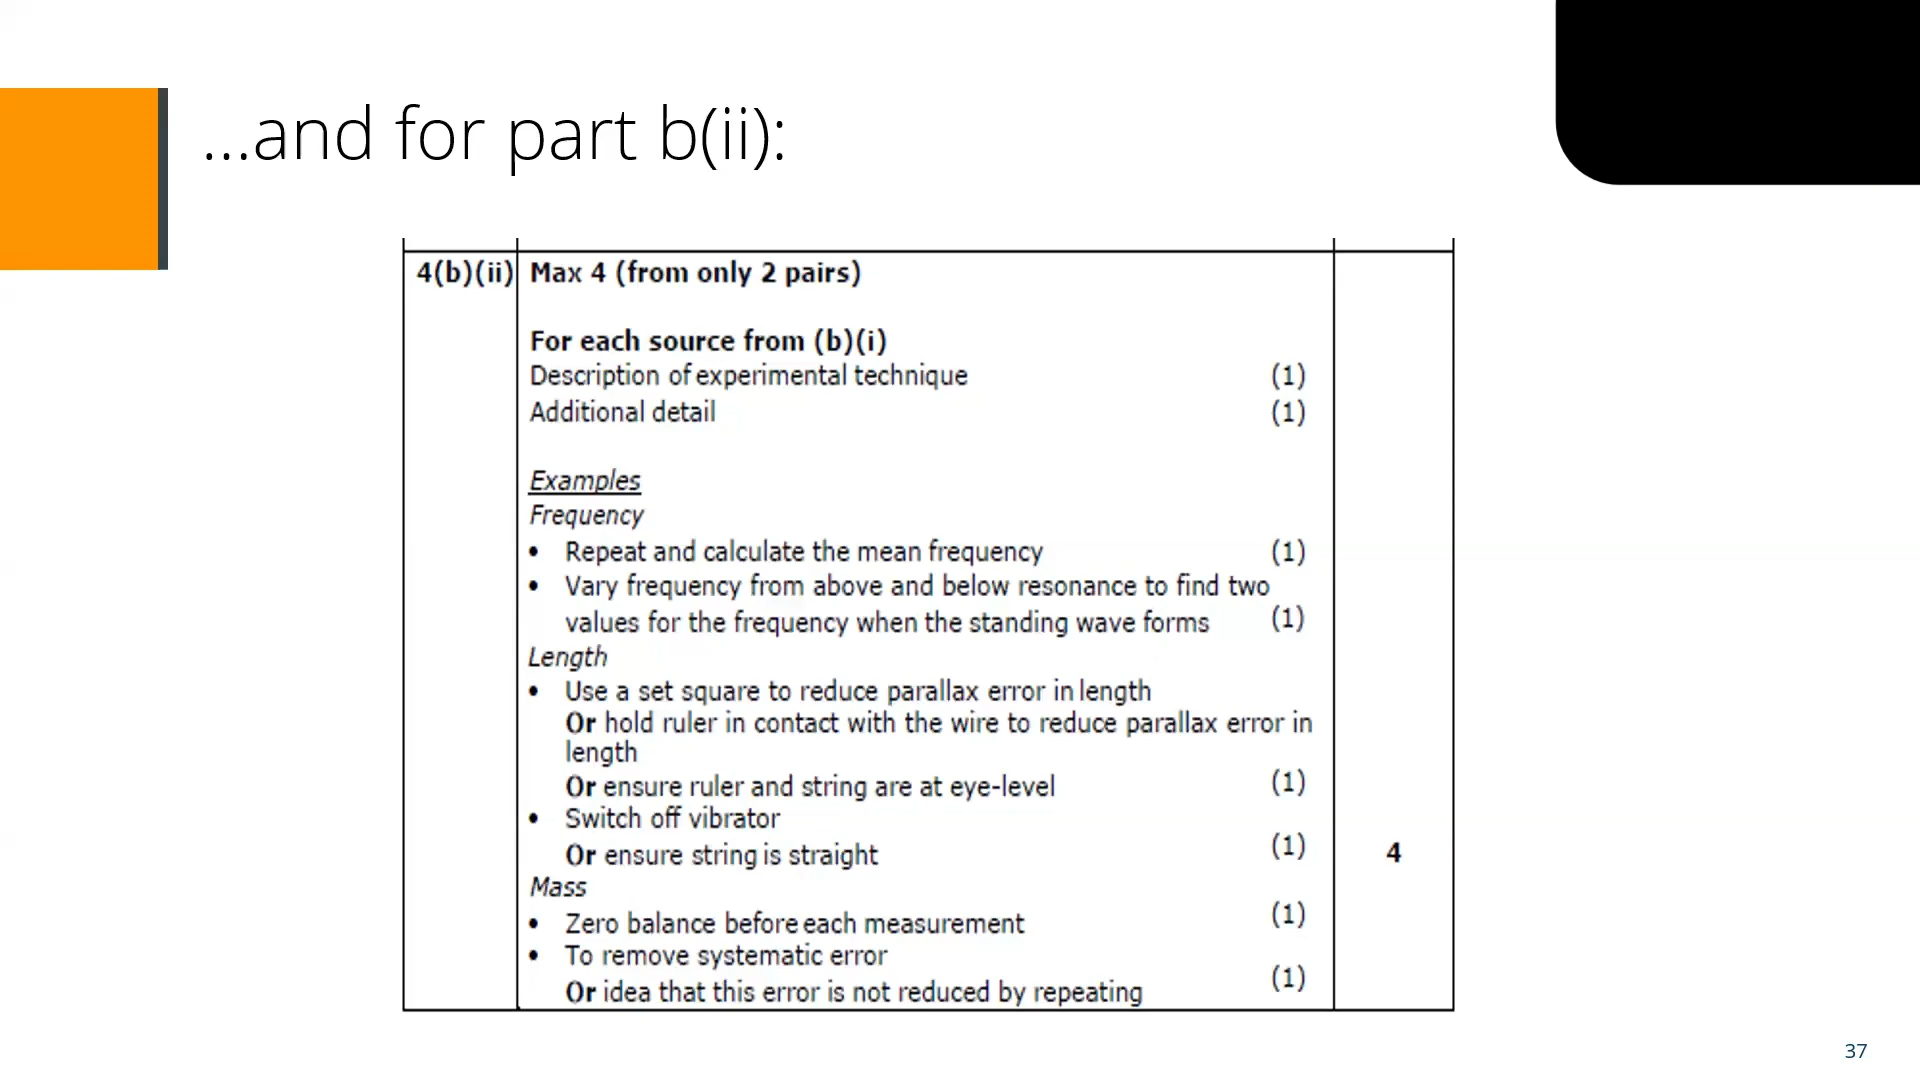 ...and for part b(ii):
4(b)(ii) Max 4 (from only 2 pairs)
For each source from (b)(i)
Description of experimental technique (1)
Additional detail (1)
Examples
Frequency
• Repeat and calculate the mean frequency (1)
• Vary frequency from above and below resonance to find two
values for the frequency when the standing wave forms (1)
Length
• Use a set square to reduce parallax error in length
Or hold ruler in contact with the wire to reduce parallax error in
length
Or ensure ruler and string are at eye-level (1)
• Switch off vibrator
Or ensure string is straight (1) 4
Mass
• Zero balance before each measurement (1)
• To remove systematic error
Or idea that this error is not reduced by repeating (1)
37